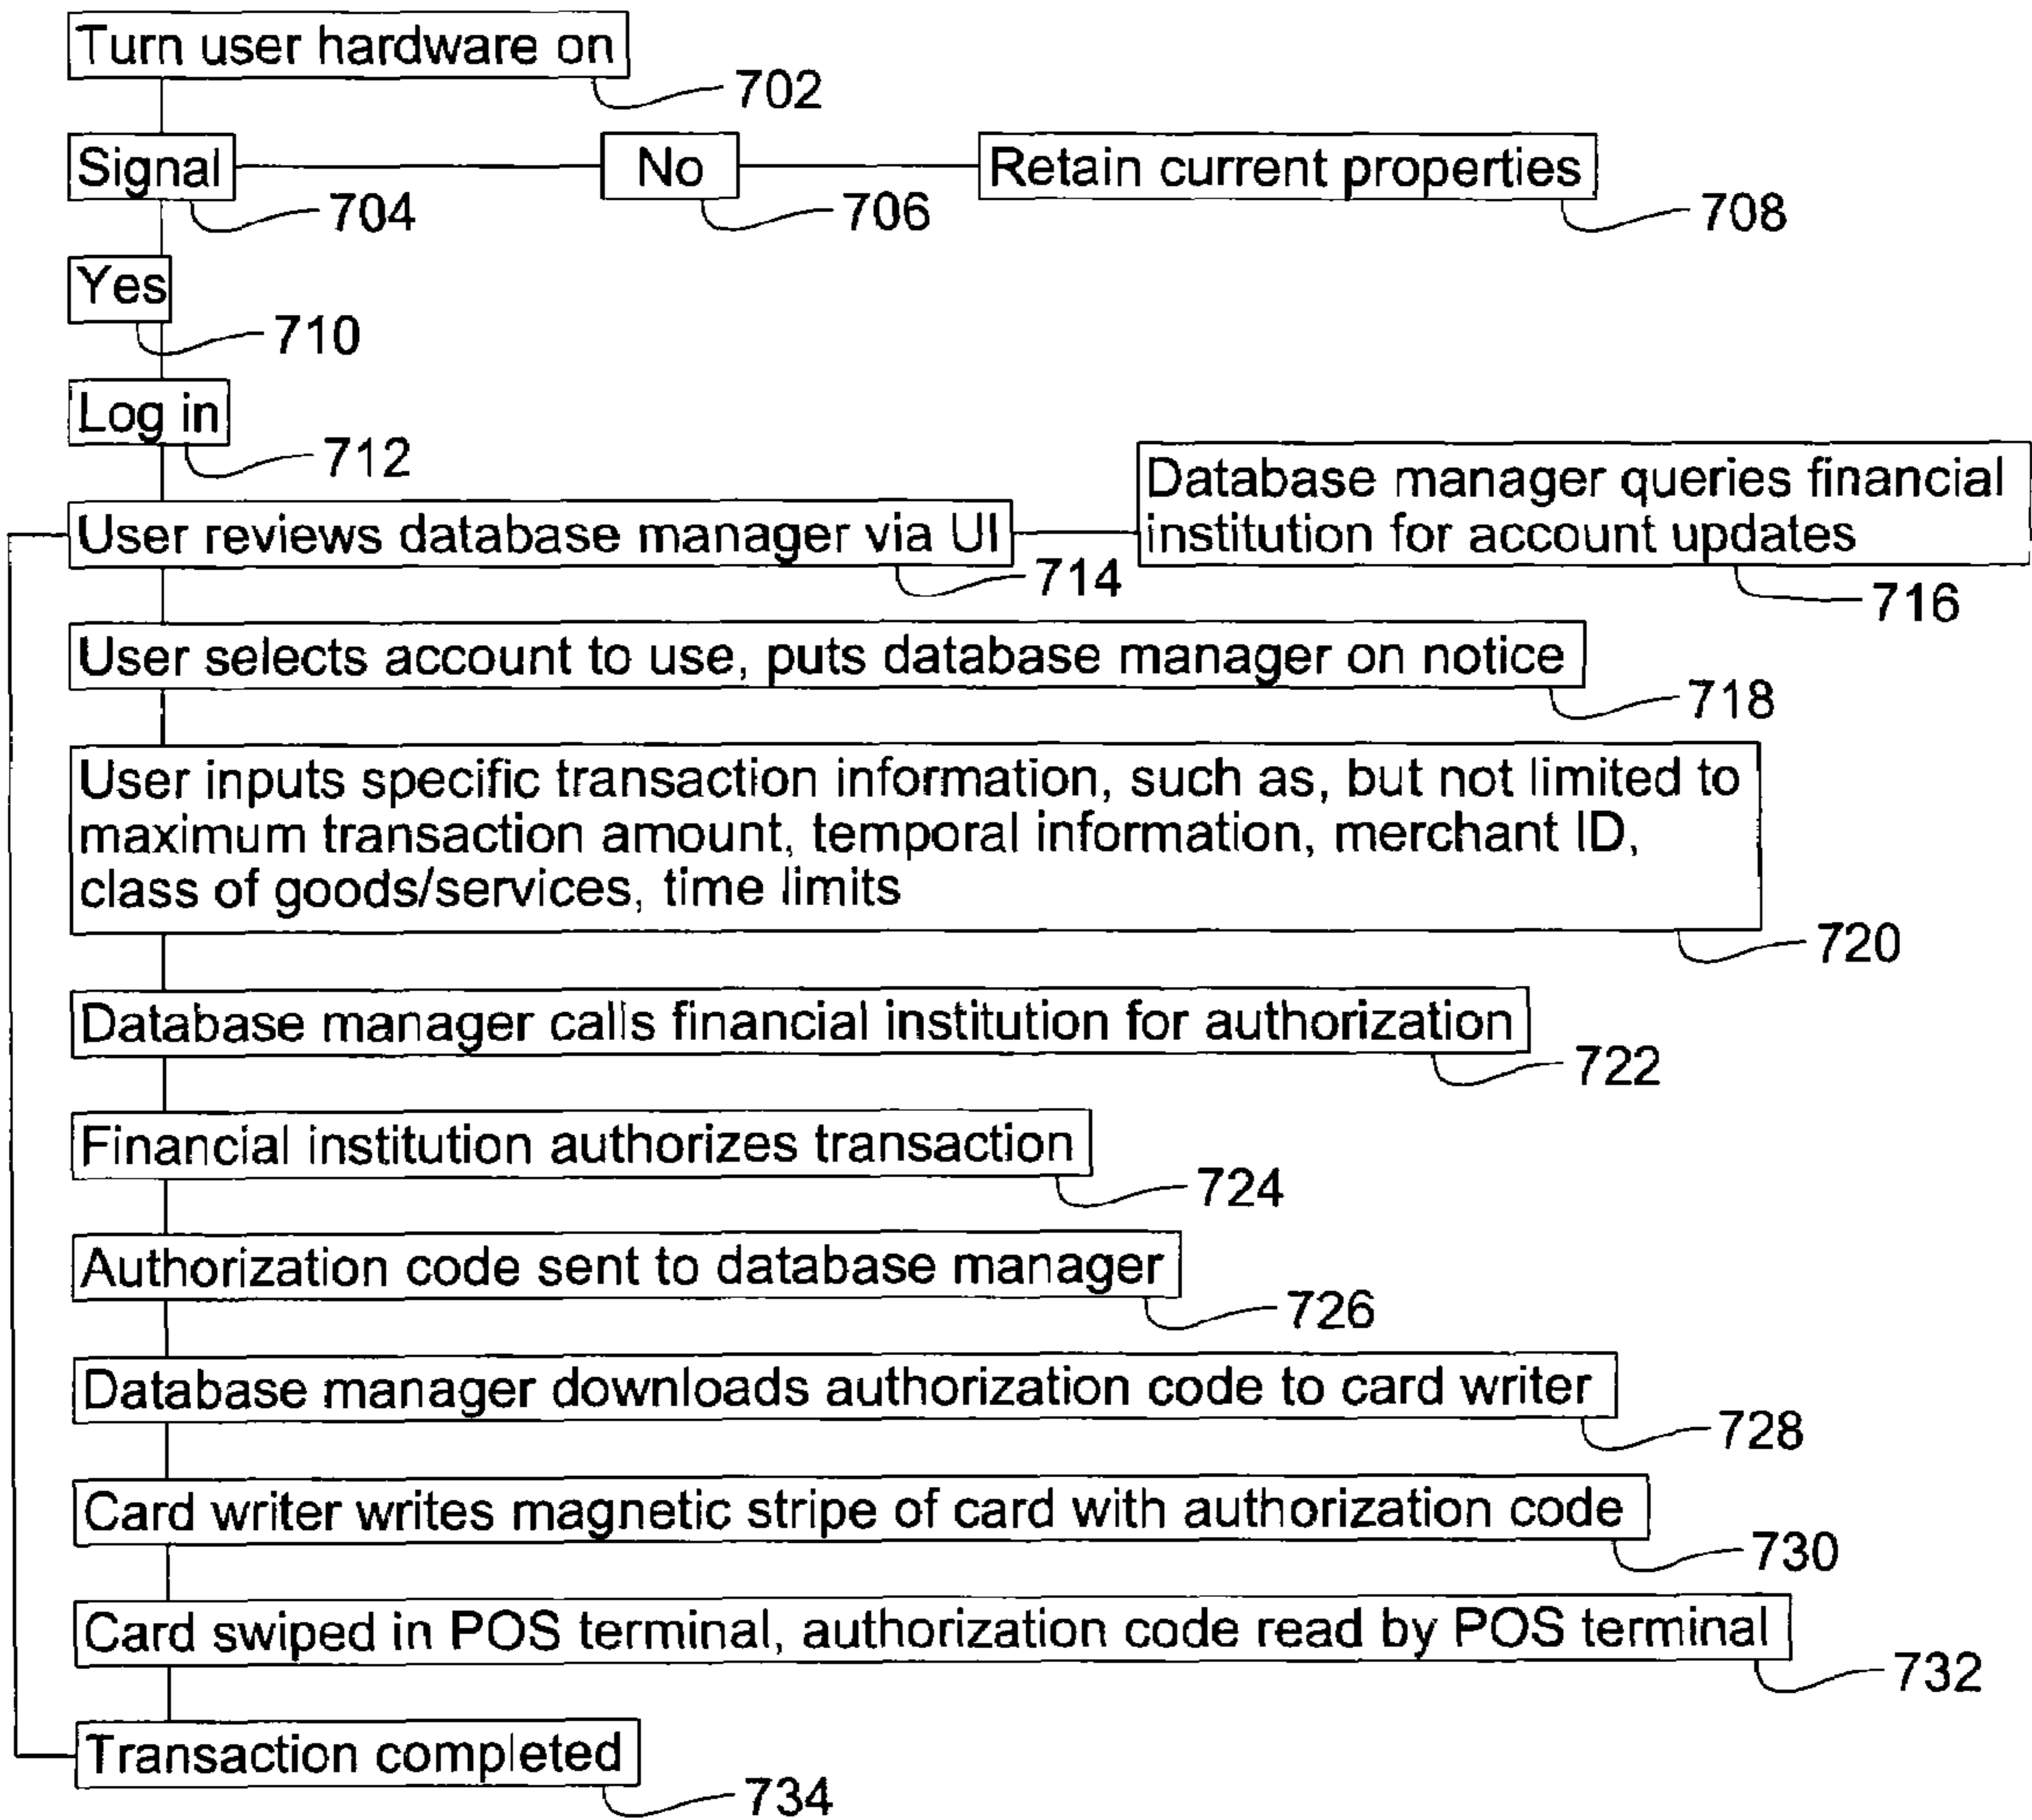 Turn user hardware on
702
Signal
No
Retain current properties
704
706
708
Yes
710
Log in
712
Database manager queries financial
institution for account updates
User reviews database manager via UI
714
716
User selects account to use, puts database manager on notice
718
User inputs specific transaction information, such as, but not limited to
maximum transaction amount, temporal information, merchant ID,
class of goods/services, time limits
720
Database manager calls financial institution for authorization
722
Financial institution authorizes transaction
724
Authorization code sent to database manager
726
Database manager downloads authorization code to card writer
728
Card writer writes magnetic stripe of card with authorization code
730
Card swiped in POS terminal, authorization code read by POS terminal
732
Transaction completed
734